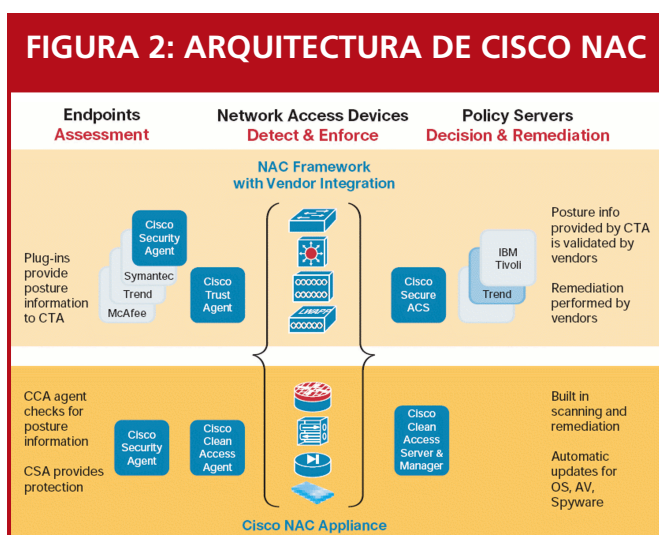 FIGURA 2: ARQUITECTURA DE CISCO NAC
Endpoints
Assessment
Network Access Devices
Detect & Enforce
Policy Servers
Decision & Remediation
NAC Framework
with Vendor Integration
Plug-ins
provide
posture
information
to CTA
Cisco
Security
Agent
Symantec
Trend
McAfee
Cisco
Trust
Agent
LWAPP
Cisco
Secure
ACS
IBM
Tivoli
Trend
Posture info
provided by CTA
is validated by
vendors
Remediation
performed by
vendors
CCA agent
checks for
posture
information
CSA provides
protection
Cisco
Security
Agent
Cisco
Clean
Access
Agent
Cisco
Clean
Access
Server &
Manager
Built in
scanning and
remediation
Automatic
updates for
OS, AV,
Spyware
Cisco NAC Appliance